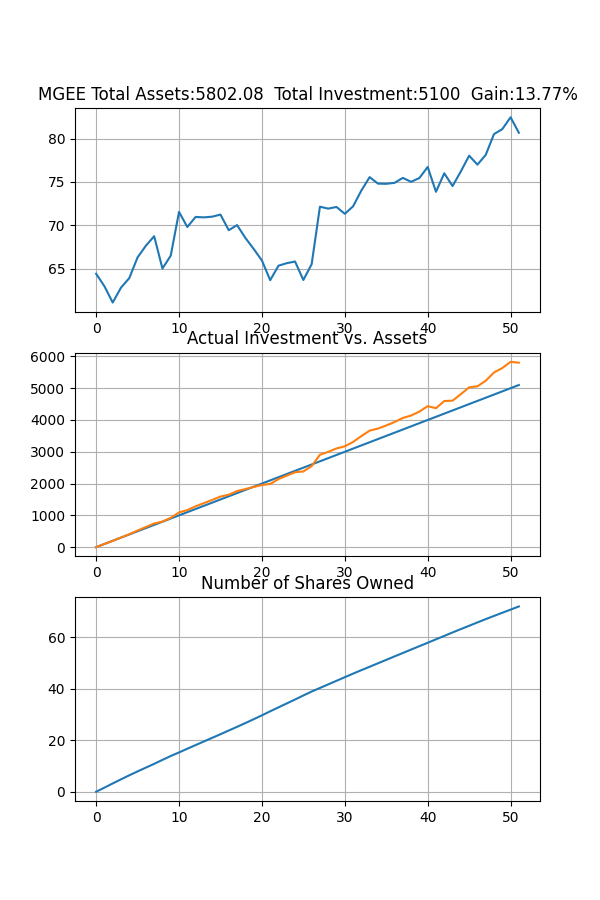 MGEE Total Assets:5802.08  Total Investment:5100  Gain:13.77%
80
75
70
65
0 10 20 30 40 50
Actual Investment vs. Assets
6000
5000
4000
3000
2000
1000
0
0 10 20 30 40 50
Number of Shares Owned
60
40
20
0
0 10 20 30 40 50